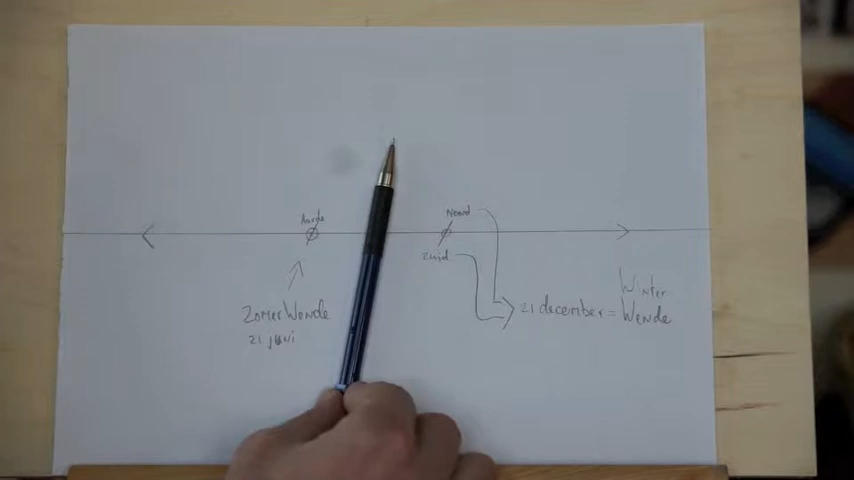 Aarde
Noord
Zuid
ZomerWende
21 juni
21 december = Winter
Wende